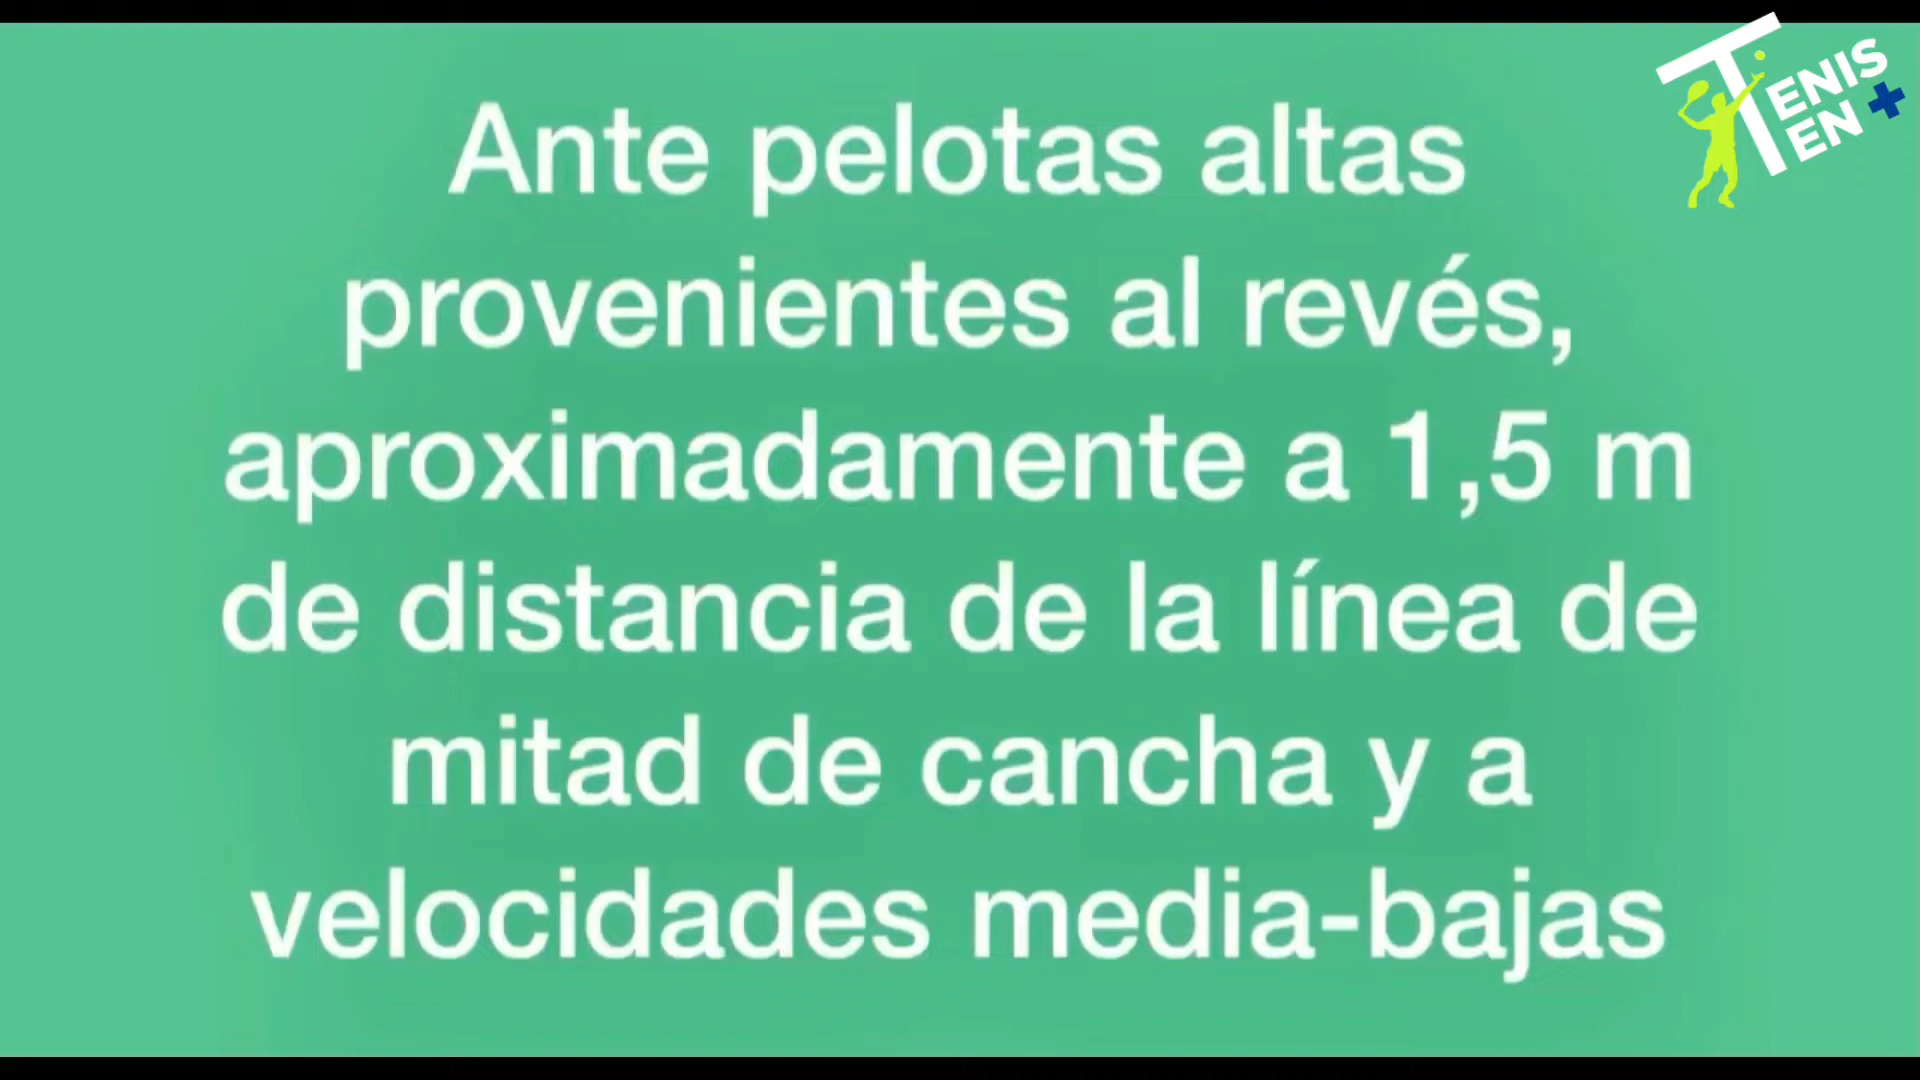 Ante pelotas altas
provenientes al revés,
aproximadamente a 1,5 m
de distancia de la línea de
mitad de cancha y a
velocidades media-bajas
TENIS
EN +